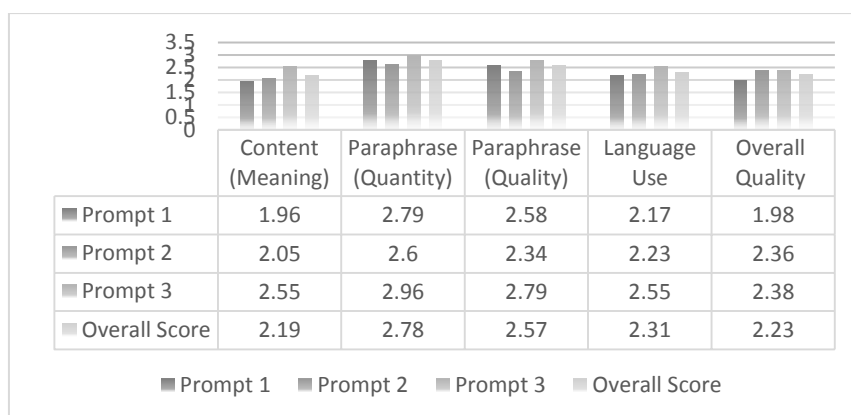 3.5
3
2.5
2
1.5
1
0.5
0
Content Paraphrase Paraphrase Language Overall
(Meaning) (Quantity) (Quality) Use Quality
Prompt 1 1.96 2.79 2.58 2.17 1.98
Prompt 2 2.05 2.6 2.34 2.23 2.36
Prompt 3 2.55 2.96 2.79 2.55 2.38
Overall Score 2.19 2.78 2.57 2.31 2.23
Prompt 1 Prompt 2 Prompt 3 Overall Score